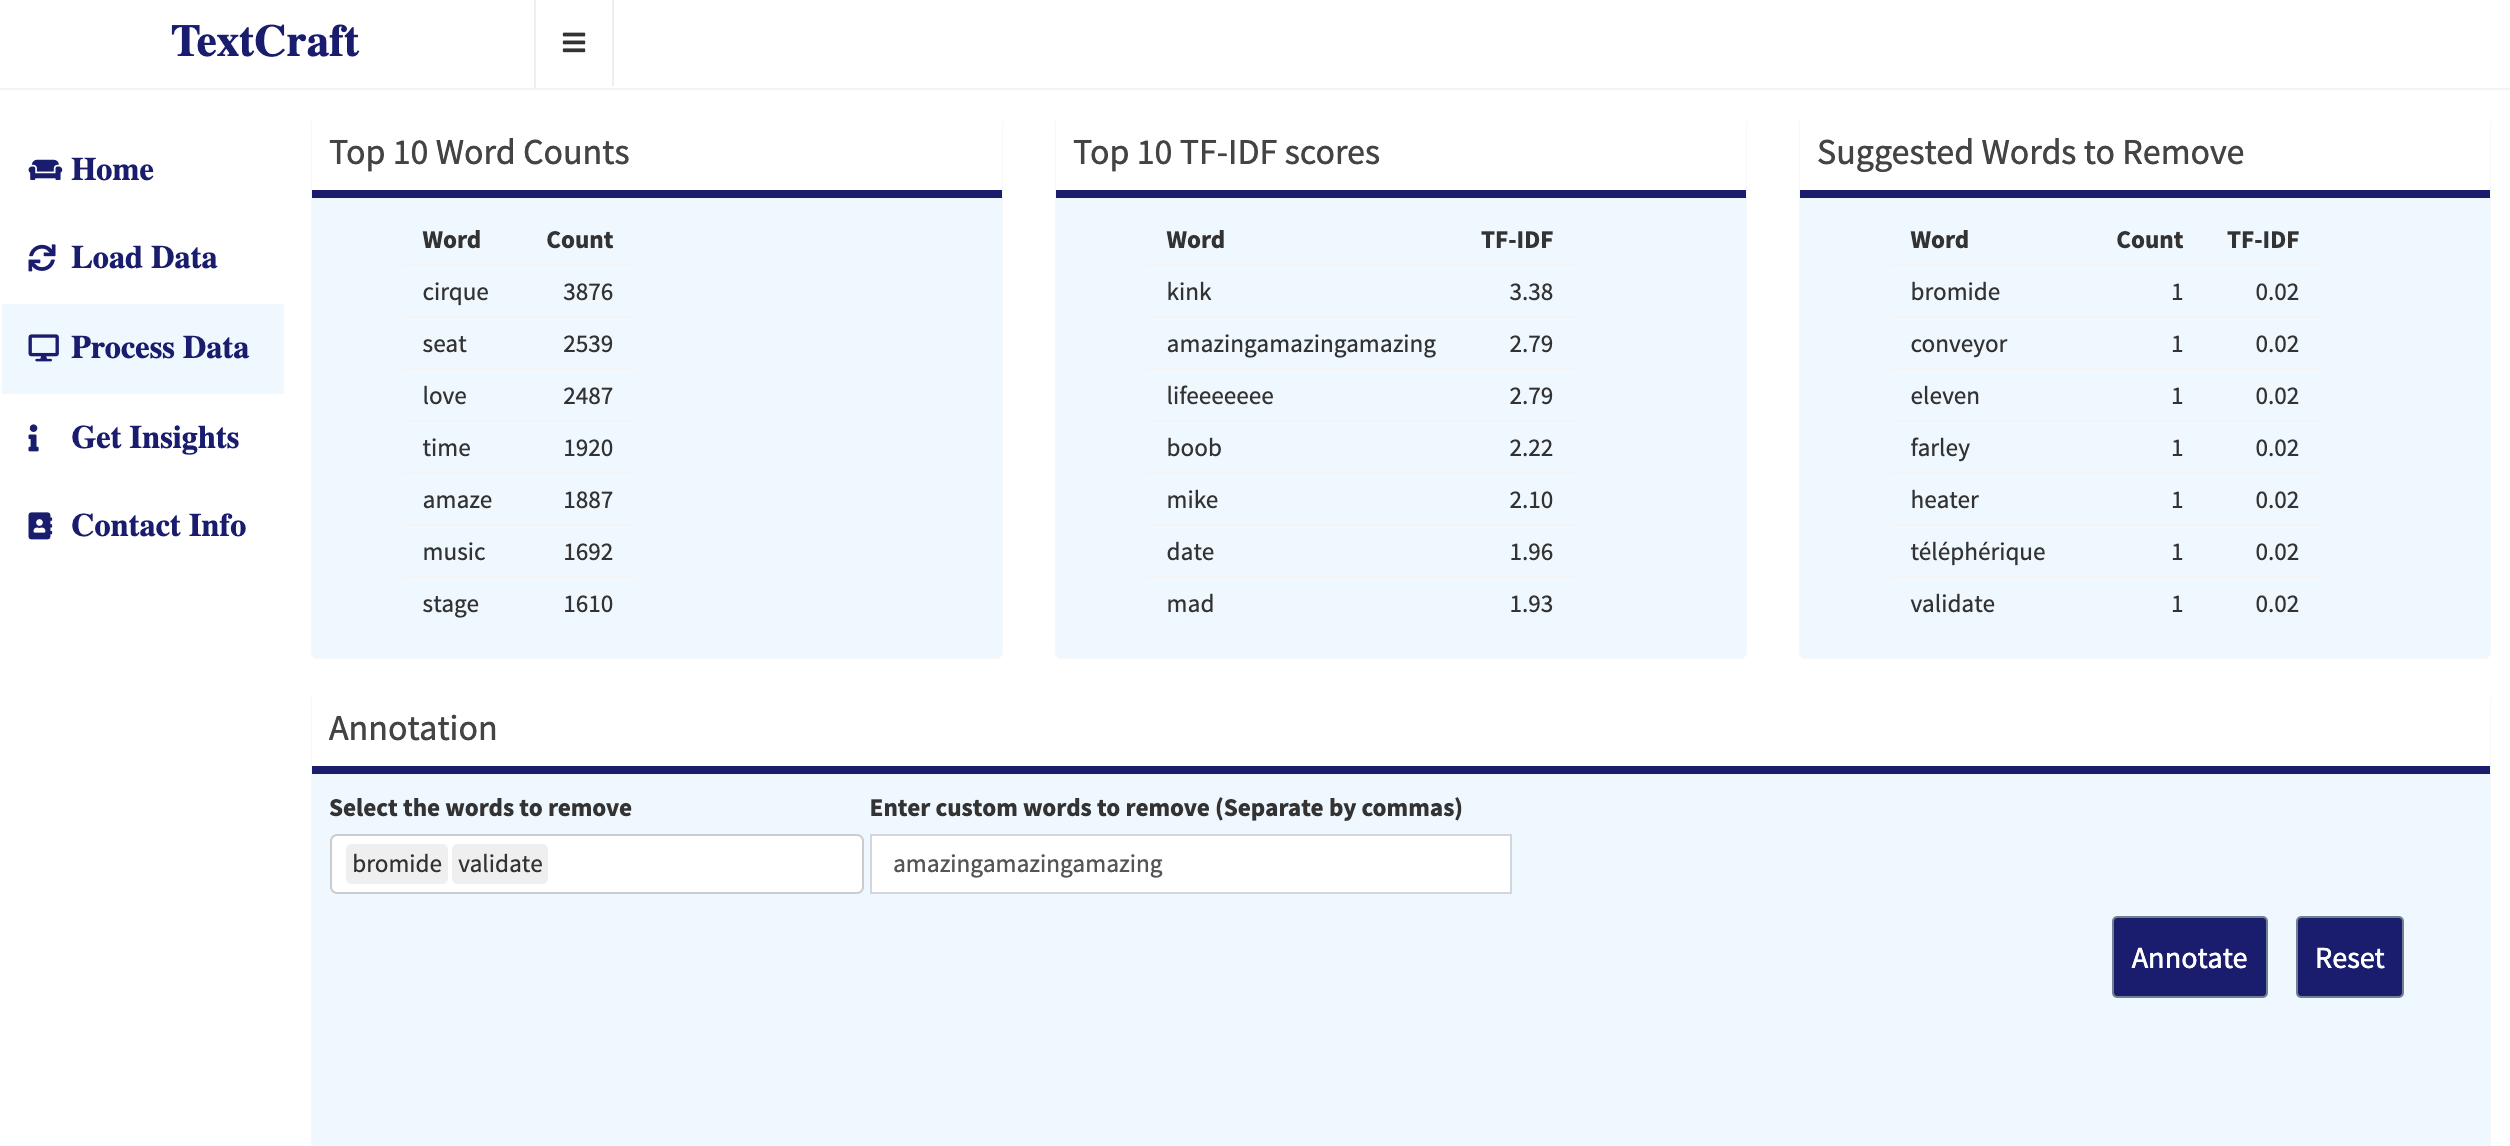 TextCraft
Home
Load Data
Process Data
Get Insights
Contact Info
Top 10 Word Counts
Word Count
cirque 3876
seat 2539
love 2487
time 1920
amaze 1887
music 1692
stage 1610
Top 10 TF-IDF scores
Word TF-IDF
kink 3.38
amazingamazingamazing 2.79
lifeeeeeee 2.79
boob 2.22
mike 2.10
date 1.96
mad 1.93
Suggested Words to Remove
Word Count TF-IDF
bromide 1 0.02
conveyor 1 0.02
eleven 1 0.02
farley 1 0.02
heater 1 0.02
téléphérique 1 0.02
validate 1 0.02
Annotation
Select the words to remove
bromide validate
Enter custom words to remove (Separate by commas)
amazingamazingamazing
Annotate
Reset